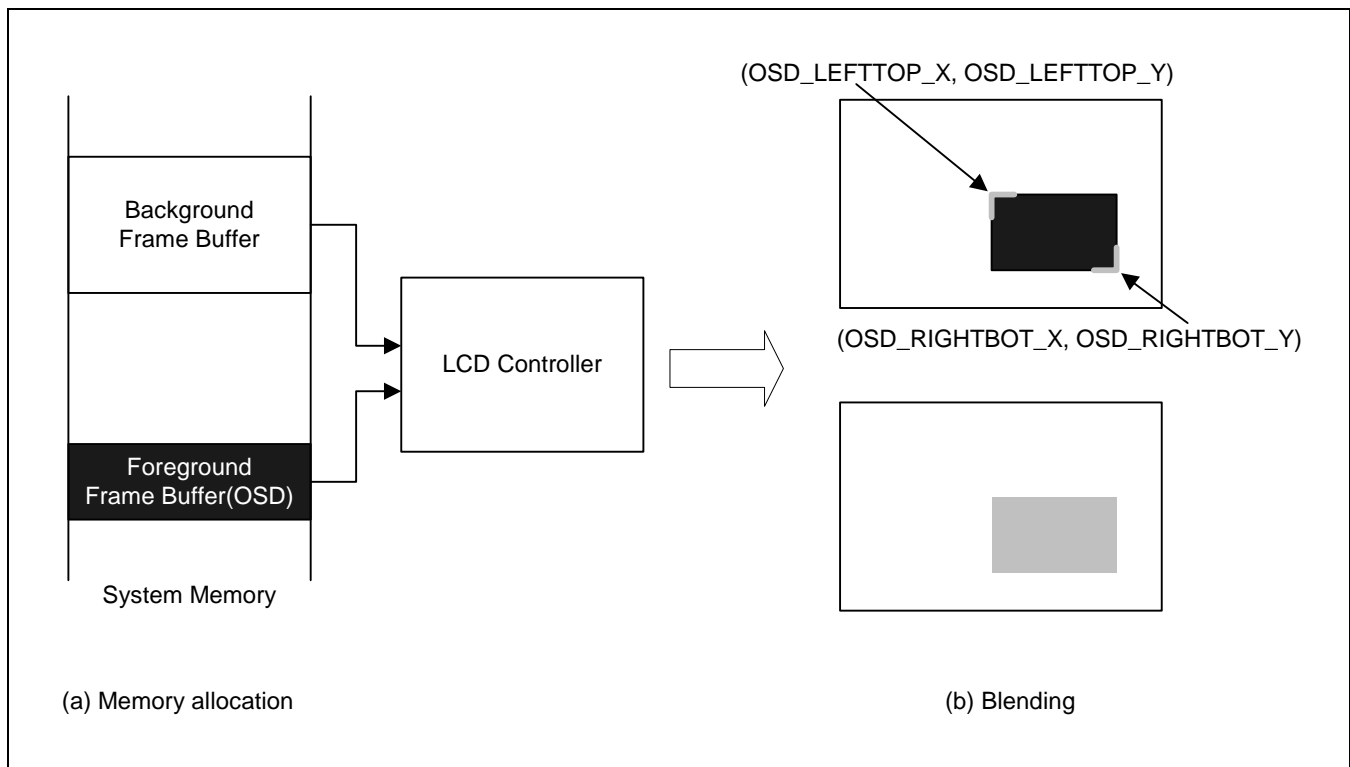 (OSD_LEFTTOP_X, OSD_LEFTTOP_Y)
Background
Frame Buffer
LCD Controller
(OSD_RIGHTBOT_X, OSD_RIGHTBOT_Y)
Foreground
Frame Buffer(OSD)
System Memory
(a) Memory allocation
(b) Blending